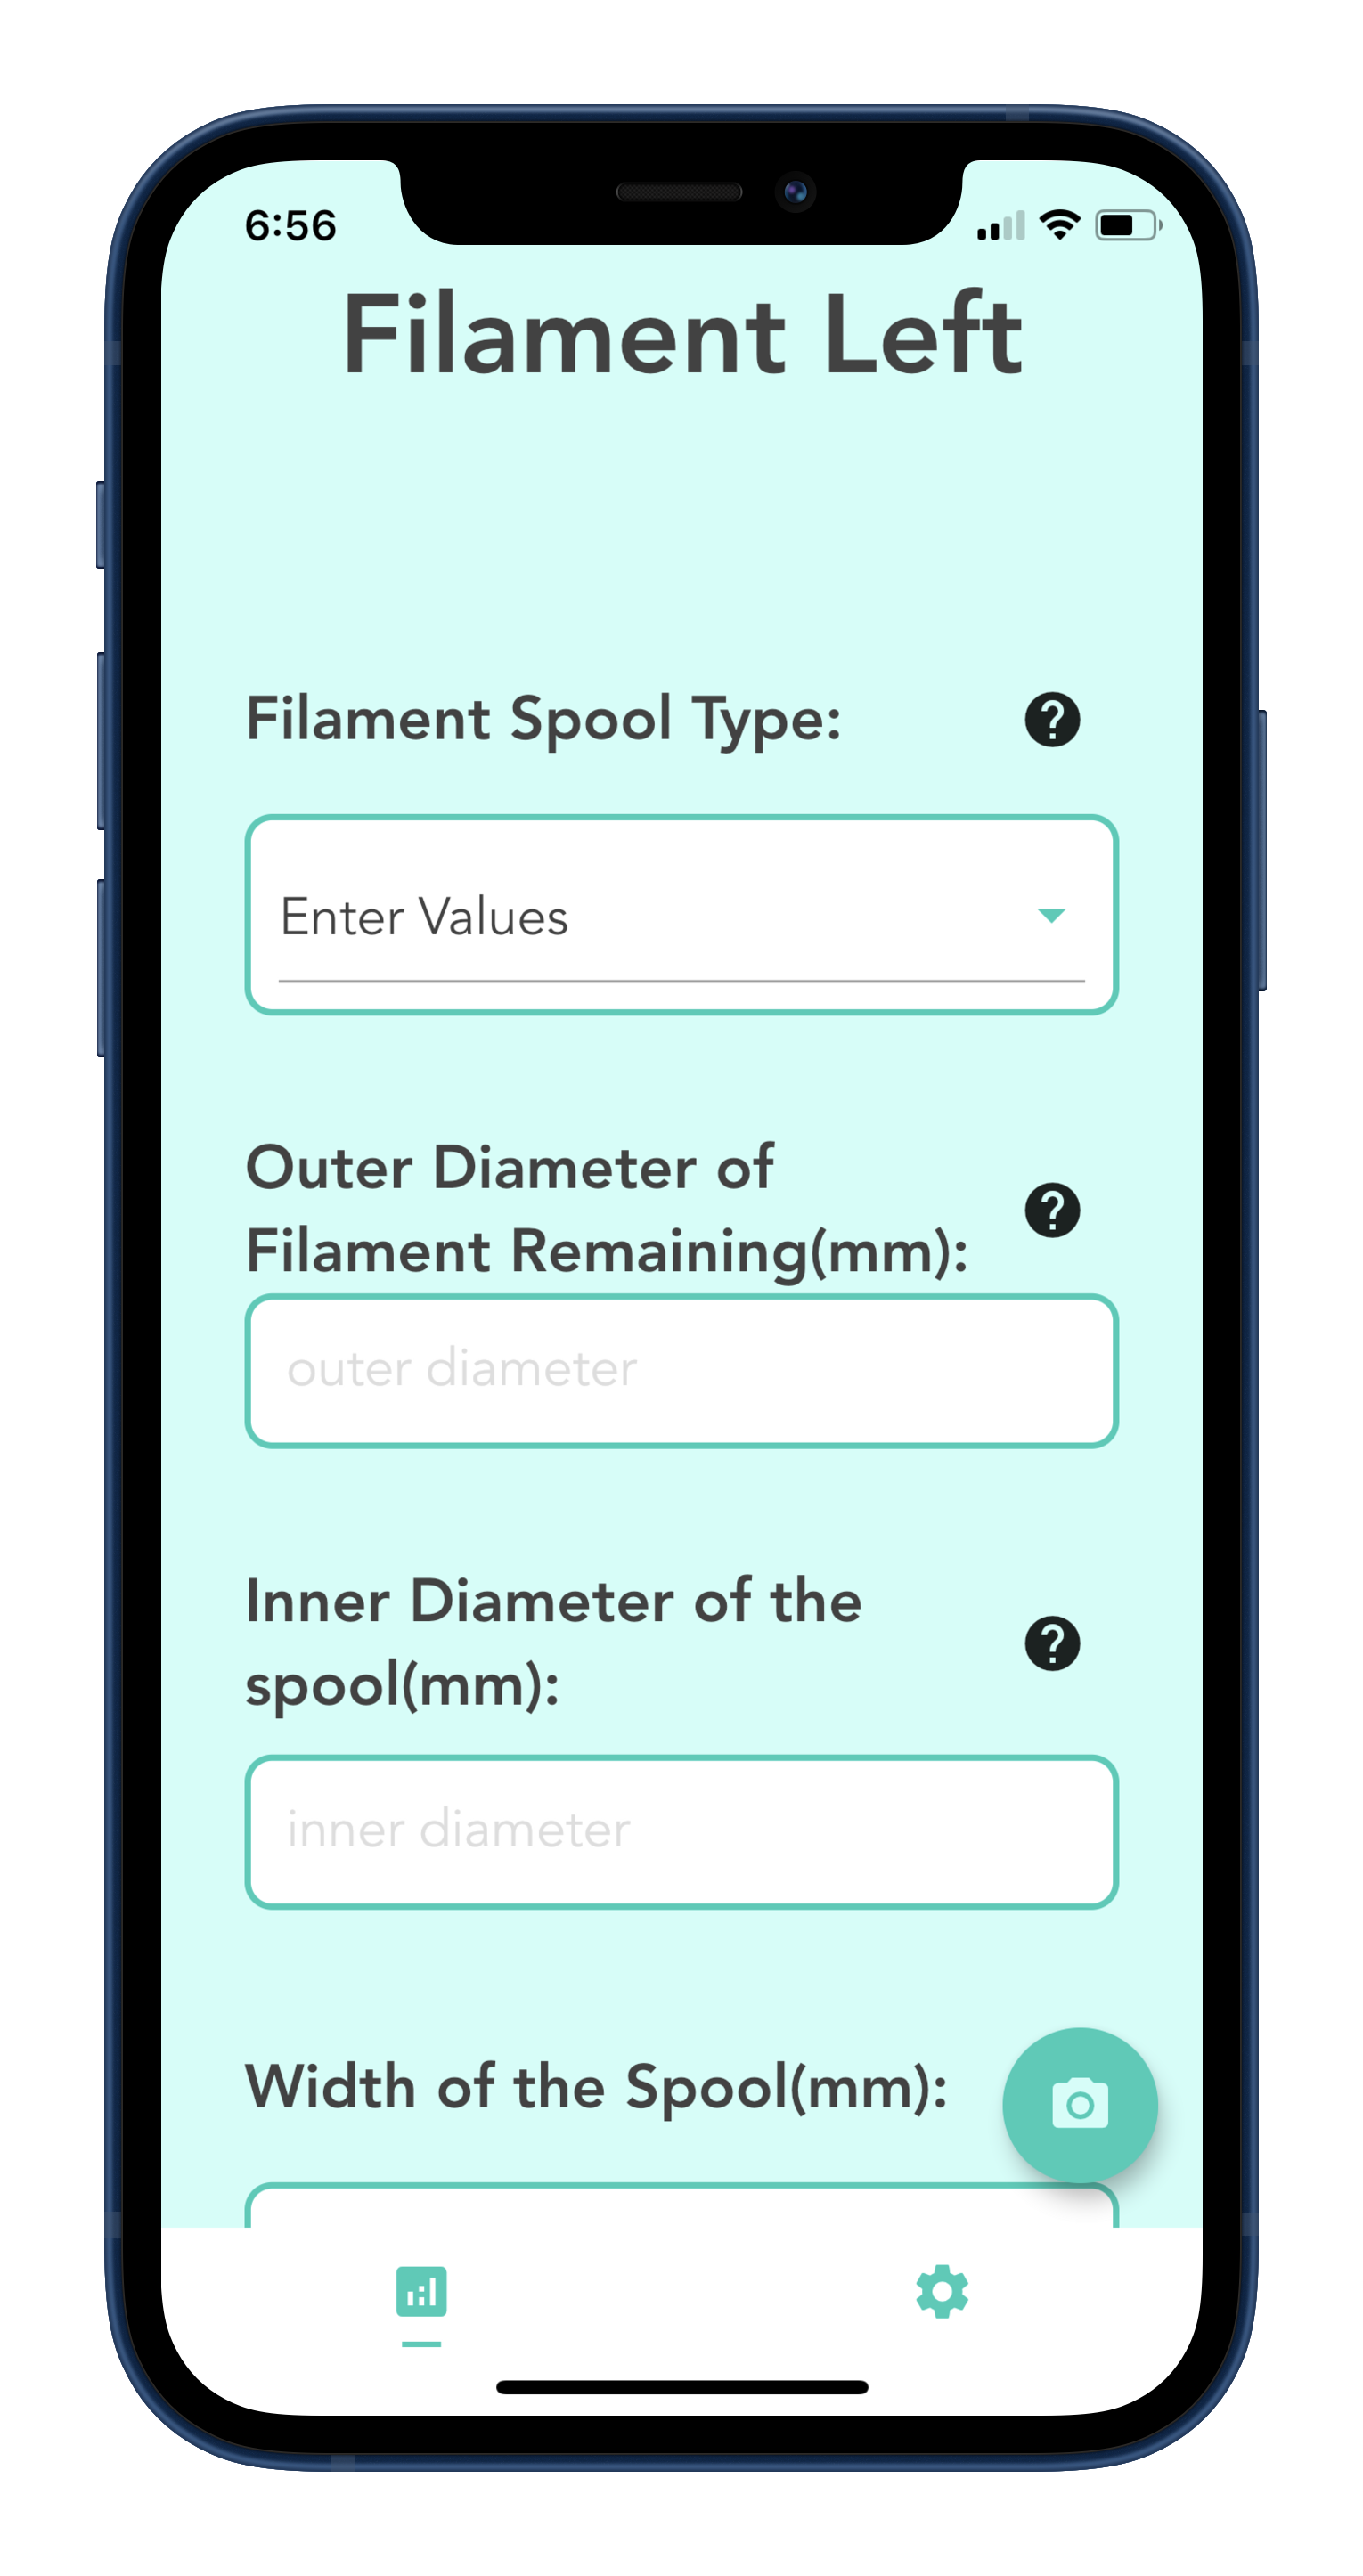 6:56
Filament Left
Filament Spool Type:
Enter Values
Outer Diameter of
Filament Remaining(mm):
outer diameter
Inner Diameter of the
spool(mm):
inner diameter
Width of the Spool(mm):